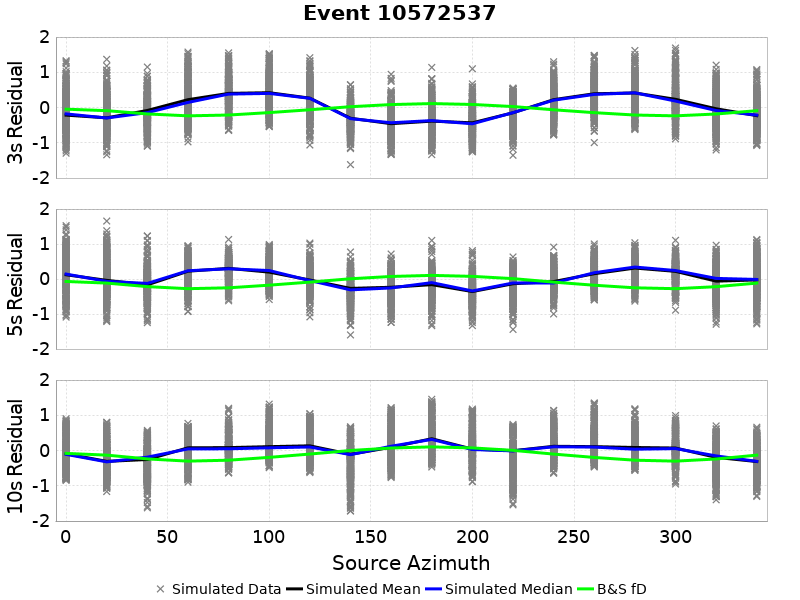 Event 10572537
3s Residual
2
1
0
-1
-2
5s Residual
2
1
0
-1
-2
10s Residual
2
1
0
-1
-2
0 50 100 150 200 250 300
Source Azimuth
Simulated Data Simulated Mean Simulated Median B&S fD